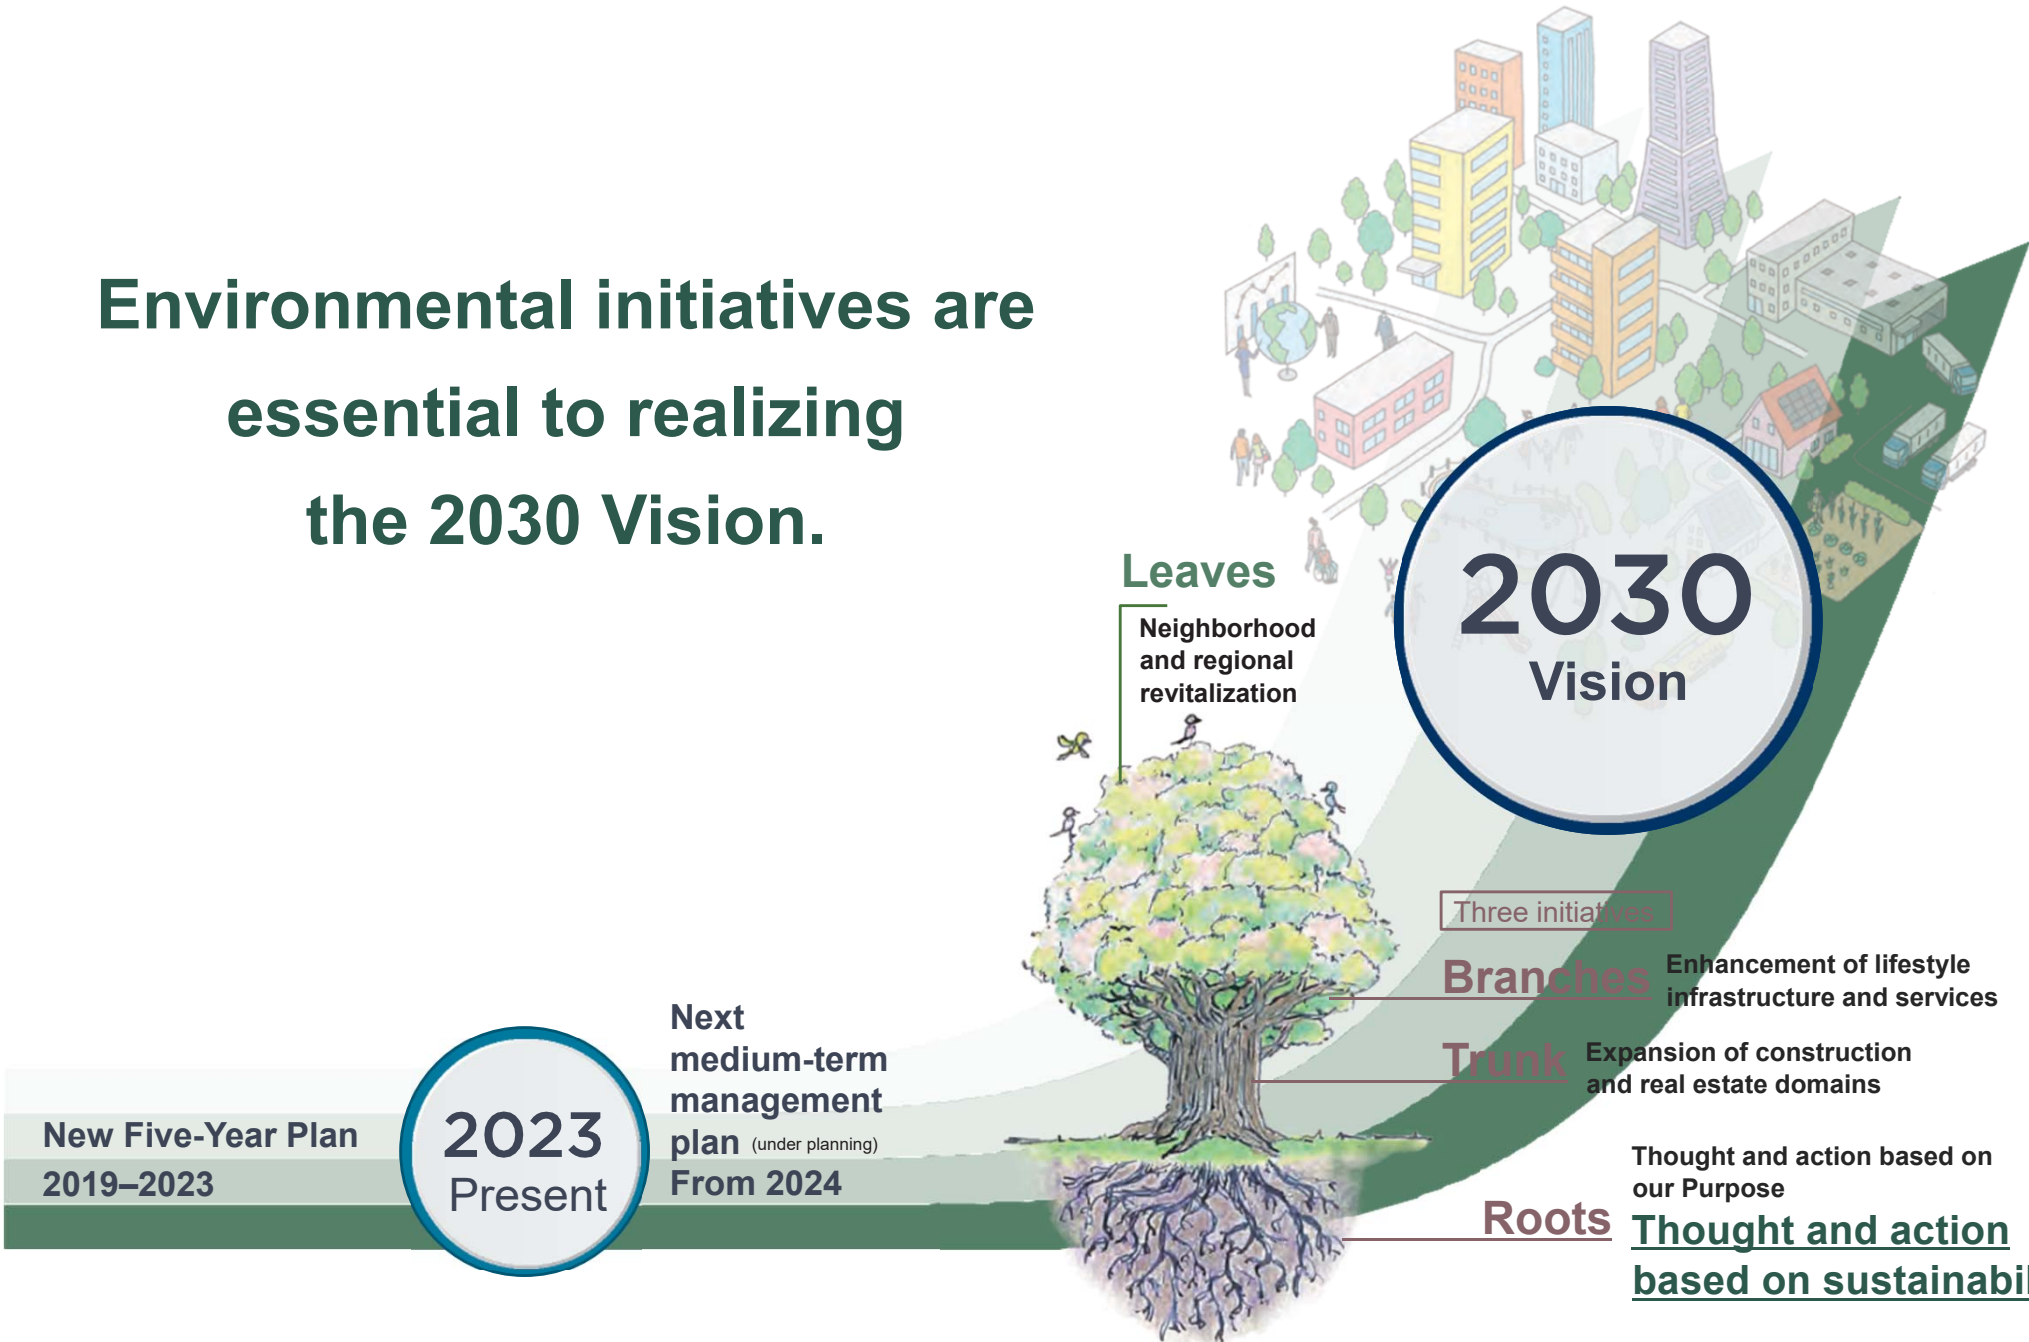 Environmental initiatives are
essential to realizing
the 2030 Vision.
Leaves
Neighborhood
and regional
revitalization
2030
Vision
Three initiatives
Branches
Enhancement of lifestyle
infrastructure and services
Trunk
Expansion of construction
and real estate domains
Roots
Thought and action based on
our Purpose
Thought and action
based on
New Five-Year Plan
2019–2023
2023
Present
Next
medium-term
management
plan (under planning)
From 2024